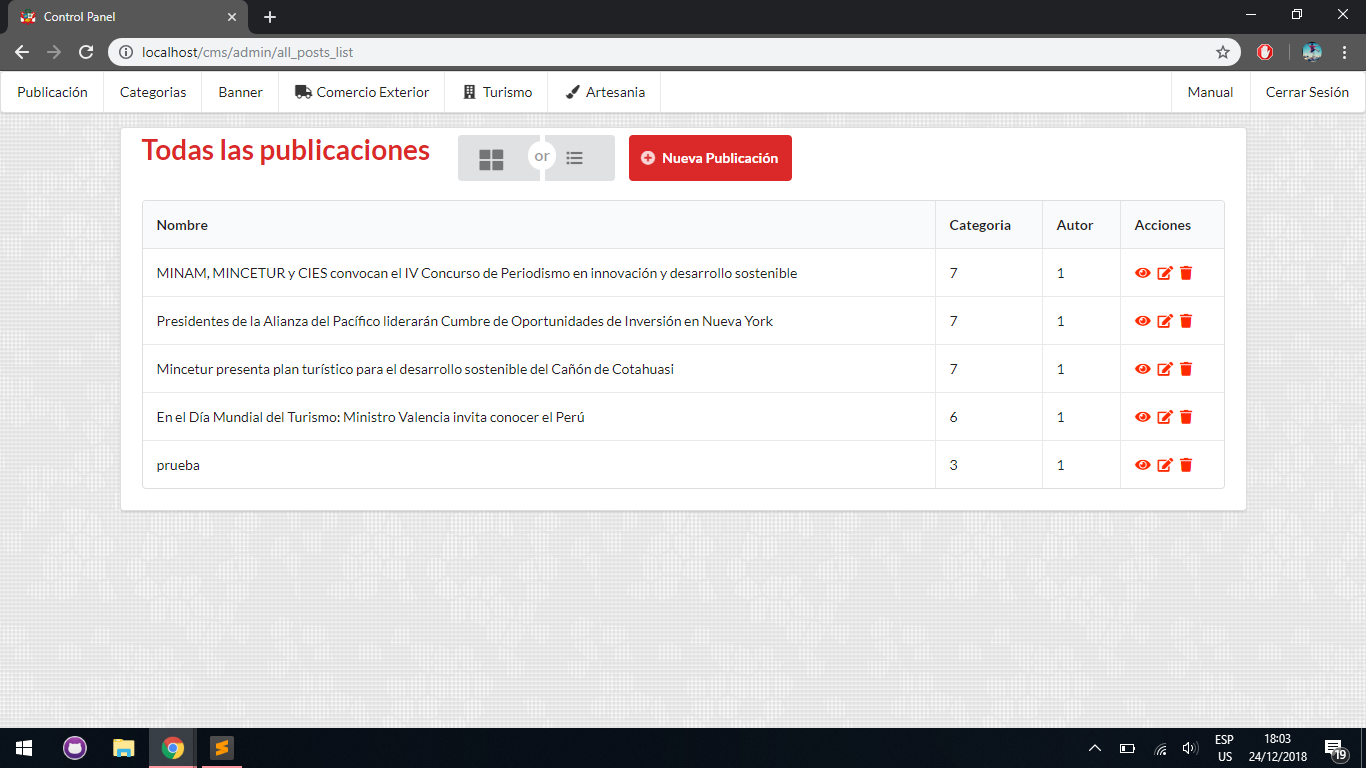 Control Panel
localhost/cms/admin/all_posts_list
Publicación Categorias Banner Comercio Exterior Turismo Artesania Manual Cerrar Sesión
Todas las publicaciones or Nueva Publicación
Nombre Categoria Autor Acciones
MINAM, MINCETUR y CIES convocan el IV Concurso de Periodismo en innovación y desarrollo sostenible 7 1
Presidentes de la Alianza del Pacífico liderarán Cumbre de Oportunidades de Inversión en Nueva York 7 1
Mincetur presenta plan turístico para el desarrollo sostenible del Cañón de Cotahuasi 7 1
En el Día Mundial del Turismo: Ministro Valencia invita conocer el Perú 6 1
prueba 3 1
ESP 18:03
US 24/12/2018 19